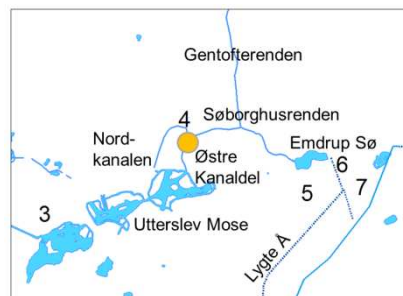 Gentofterenden
4
Søborghusrenden
Nord-
kanalen
Østre
Kanaldel
Emdrup Sø
6
5
7
3
Utterslev Mose
Lygte Å